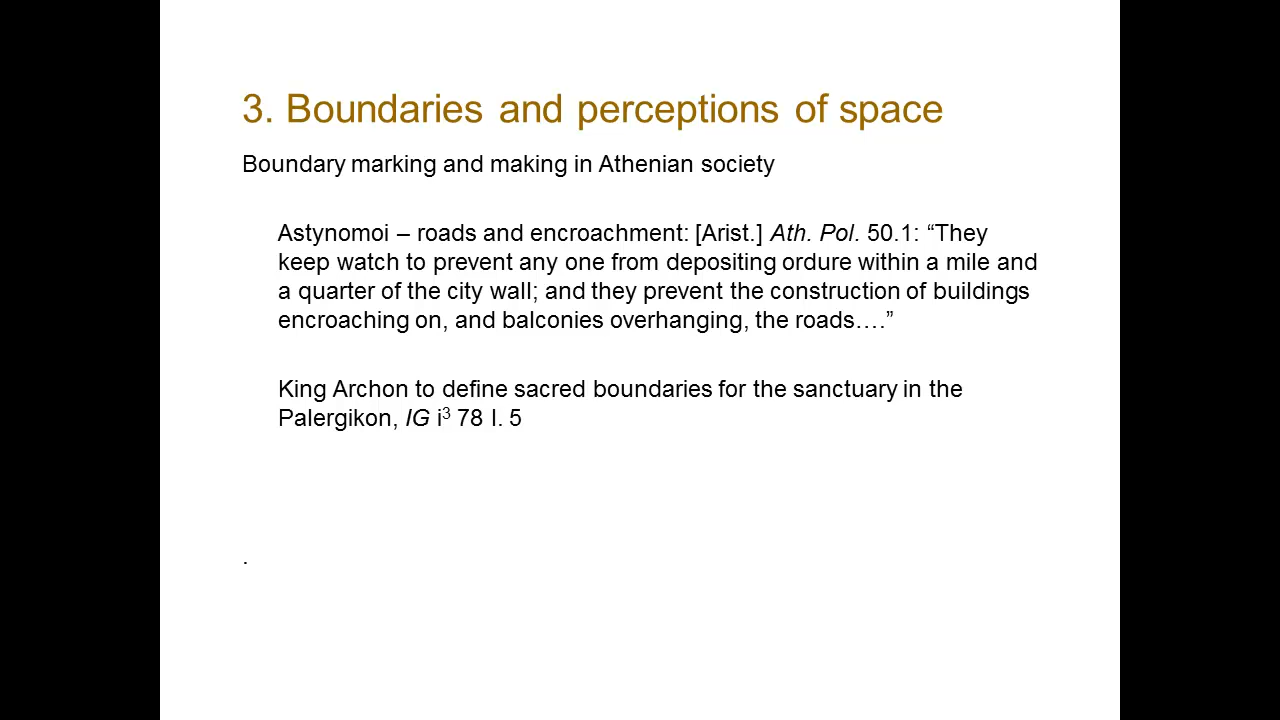 3. Boundaries and perceptions of space
Boundary marking and making in Athenian society
Astynomoi – roads and encroachment: [Arist.] Ath. Pol. 50.1: “They
keep watch to prevent any one from depositing ordure within a mile and
a quarter of the city wall; and they prevent the construction of buildings
encroaching on, and balconies overhanging, the roads….”
King Archon to define sacred boundaries for the sanctuary in the
Palergikon, IG i³ 78 l. 5
.